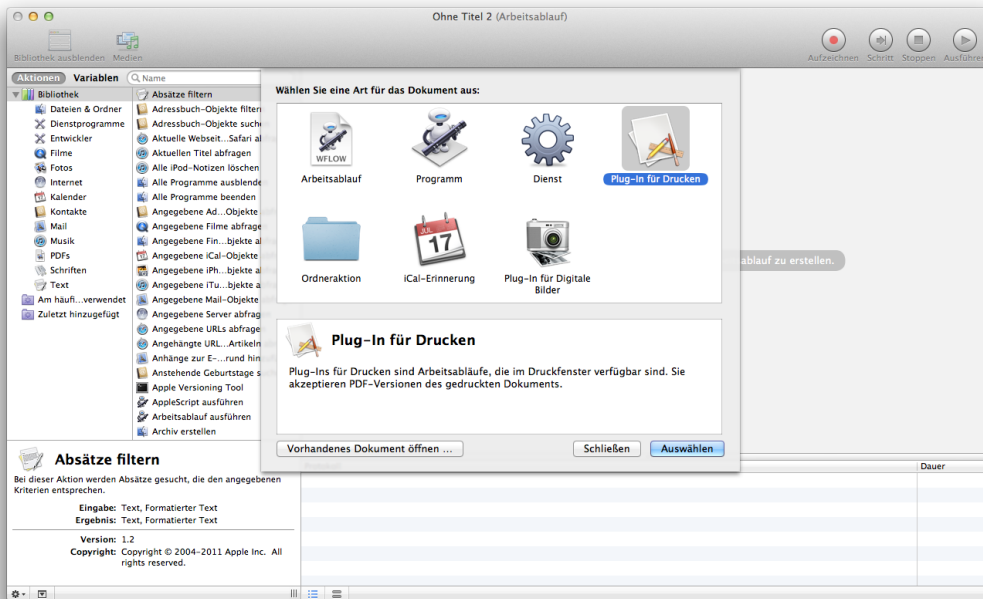 Ohne Titel 2 (Arbeitsablauf)
Bibliothek ausblenden
Medien
Aufzeichnen
Schritt
Stoppen
Aktionen
Variablen
Name
Bibliothek
Dateien & Ordner
Dienstprogramme
Entwickler
Filme
Fotos
Internet
Kalender
Kontakte
Mail
Musik
PDFs
Schriften
Text
Am häufi...verwendet
Zuletzt hinzugefügt
Absätze filtern
Adressbuch-Objekte filtern
Adressbuch-Objekte suche
Aktuelle Webseit...Safari a
Aktuellen Titel abfragen
Alle iPod-Notizen löschen
Alle Programme ausblende
Alle Programme beenden
Angegebene Ad...Objekte
Angegebene Filme abfrage
Angegebene Fin...bjekte a
Angegebene iCal-Objekte
Angegebene iPh...bjekte a
Angegebene iTu...bjekte a
Angegebene Mail-Objekte
Angegebene Server abfrag
Angegebene URLs abfrage
Angehängte URL...Artikeln
Anhänge zur E-...rund hin
Anstehende Geburtstage s
Apple Versioning Tool
AppleScript ausführen
Arbeitsablauf ausführen
Archiv erstellen
Wählen Sie eine Art für das Dokument aus:
WFLOW
Arbeitsablauf
Programm
Dienst
Plug-In für Drucken
JUL
17
Ordneraktion
iCal-Erinnerung
Plug-In für Digitale
Bilder
ablauf zu erstellen.
Plug-In für Drucken
Plug-Ins für Drucken sind Arbeitsabläufe, die im Druckfenster verfügbar sind. Sie
akzeptieren PDF-Versionen des gedruckten Dokuments.
Vorhandenes Dokument öffnen ...
Schließen
Auswählen
Absätze filtern
Bei dieser Aktion werden Absätze gesucht, die den angegebenen
Kriterien entsprechen.
Eingabe: Text, Formatierter Text
Ergebnis: Text, Formatierter Text
Version: 1.2
Copyright: Copyright © 2004-2011 Apple Inc. All
rights reserved.
Dauer